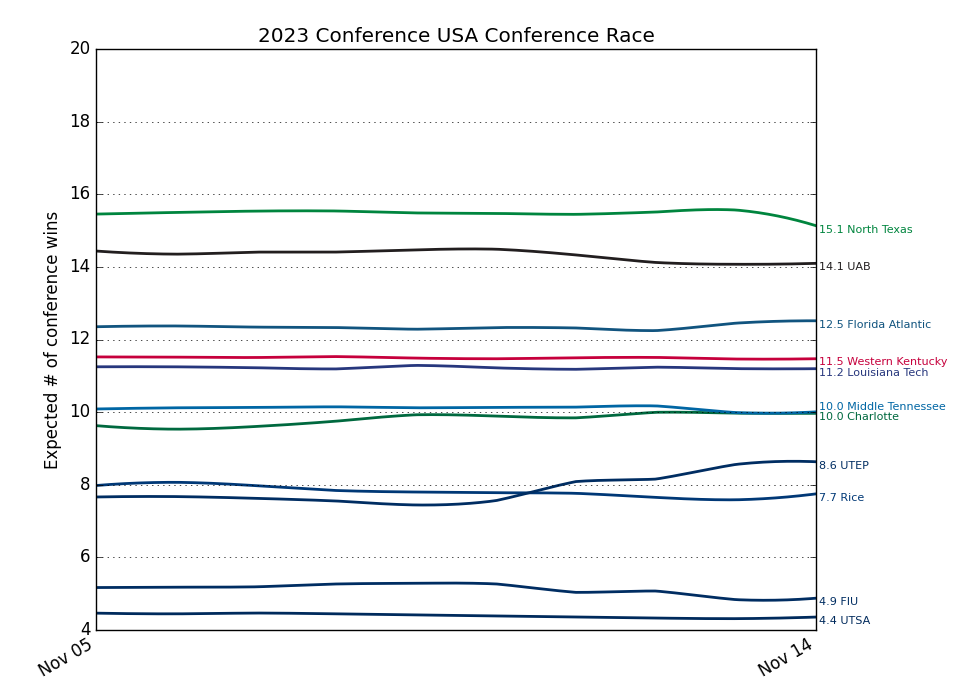 2023 Conference USA Conference Race
Expected # of conference wins
20
18
16
14
12
10
8
6
4
Nov 05
Nov 14
15.1 North Texas
14.1 UAB
12.5 Florida Atlantic
11.5 Western Kentucky
11.2 Louisiana Tech
10.0 Middle Tennessee
10.0 Charlotte
8.6 UTEP
7.7 Rice
4.9 FIU
4.4 UTSA